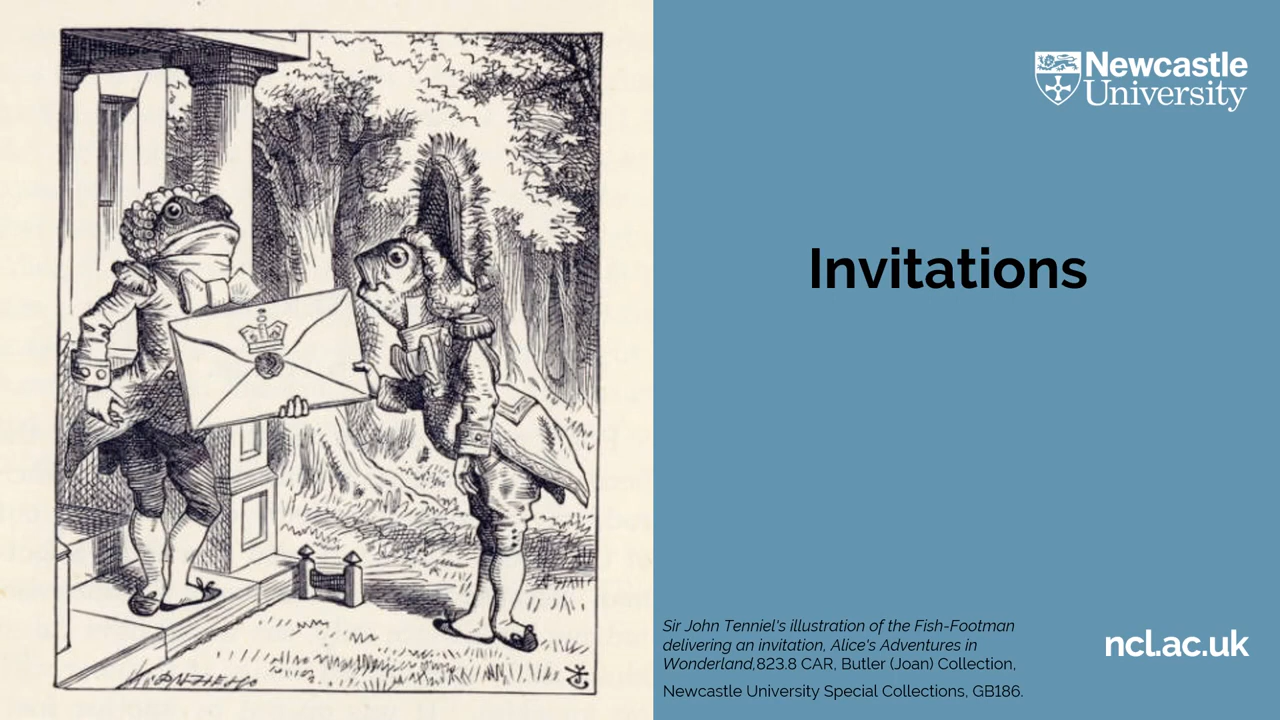 Newcastle
University
Invitations
Sir John Tenniel's illustration of the Fish-Footman
delivering an invitation, Alice's Adventures in
Wonderland,823.8 CAR, Butler (Joan) Collection,
Newcastle University Special Collections, GB186.
ncl.ac.uk